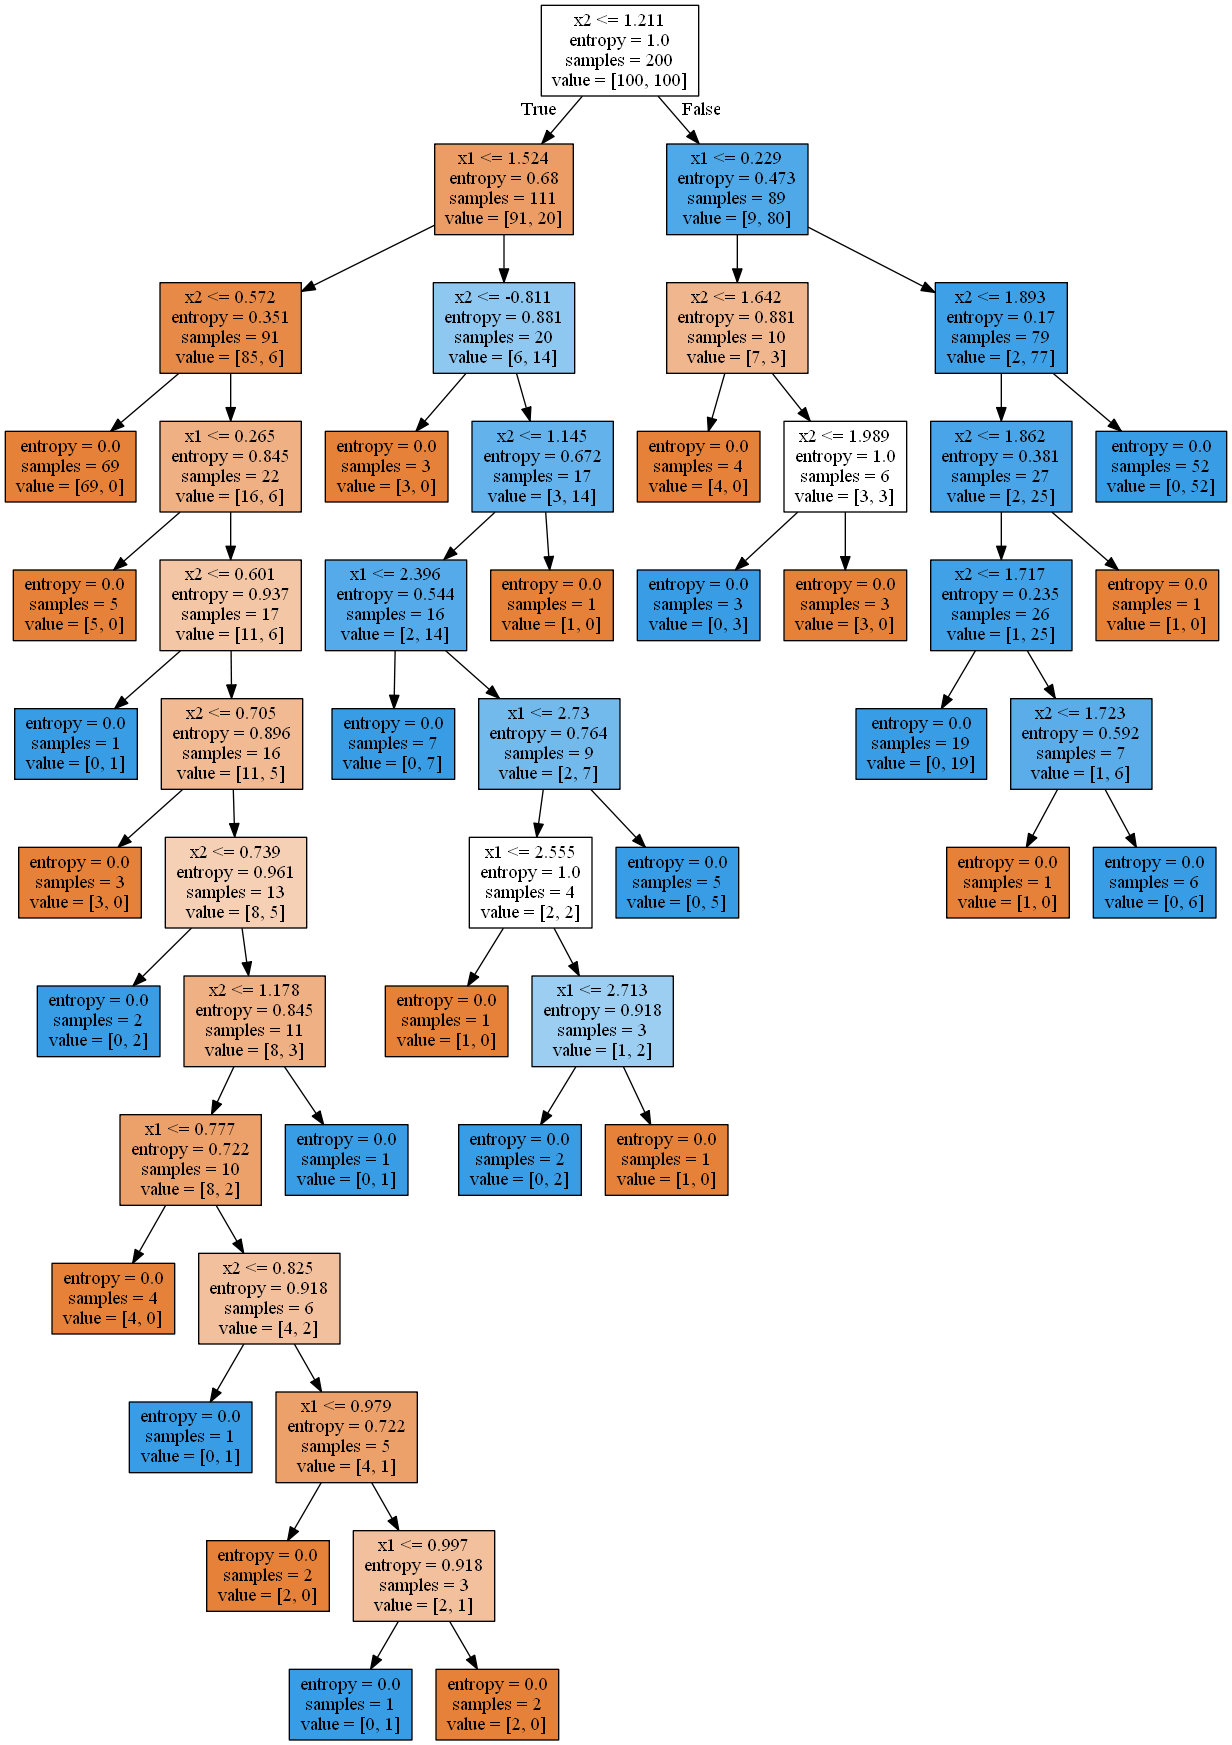 x2 <= 1.211
entropy = 1.0
samples = 200
value = [100, 100]
True
False
x1 <= 1.524
entropy = 0.68
samples = 111
value = [91, 20]
x1 <= 0.229
entropy = 0.473
samples = 89
value = [9, 80]
x2 <= 0.572
entropy = 0.351
samples = 91
value = [85, 6]
x2 <= -0.811
entropy = 0.881
samples = 20
value = [6, 14]
x2 <= 1.642
entropy = 0.881
samples = 10
value = [7, 3]
x2 <= 1.893
entropy = 0.17
samples = 79
value = [2, 77]
entropy = 0.0
samples = 69
value = [69, 0]
x1 <= 0.265
entropy = 0.845
samples = 22
value = [16, 6]
entropy = 0.0
samples = 3
value = [3, 0]
x2 <= 1.145
entropy = 0.672
samples = 17
value = [3, 14]
entropy = 0.0
samples = 4
value = [4, 0]
x2 <= 1.989
entropy = 1.0
samples = 6
value = [3, 3]
x2 <= 1.862
entropy = 0.381
samples = 27
value = [2, 25]
entropy = 0.0
samples = 52
value = [0, 52]
entropy = 0.0
samples = 5
value = [5, 0]
x2 <= 0.601
entropy = 0.937
samples = 17
value = [11, 6]
x1 <= 2.396
entropy = 0.544
samples = 16
value = [2, 14]
entropy = 0.0
samples = 1
value = [1, 0]
entropy = 0.0
samples = 3
value = [0, 3]
entropy = 0.0
samples = 3
value = [3, 0]
x2 <= 1.717
entropy = 0.235
samples = 26
value = [1, 25]
entropy = 0.0
samples = 1
value = [1, 0]
entropy = 0.0
samples = 1
value = [0, 1]
x2 <= 0.705
entropy = 0.896
samples = 16
value = [11, 5]
entropy = 0.0
samples = 7
value = [0, 7]
x1 <= 2.73
entropy = 0.764
samples = 9
value = [2, 7]
entropy = 0.0
samples = 19
value = [0, 19]
x2 <= 1.723
entropy = 0.592
samples = 7
value = [1, 6]
entropy = 0.0
samples = 3
value = [3, 0]
x2 <= 0.739
entropy = 0.961
samples = 13
value = [8, 5]
x1 <= 2.555
entropy = 1.0
samples = 4
value = [2, 2]
entropy = 0.0
samples = 5
value = [0, 5]
entropy = 0.0
samples = 1
value = [1, 0]
entropy = 0.0
samples = 6
value = [0, 6]
entropy = 0.0
samples = 2
value = [0, 2]
x2 <= 1.178
entropy = 0.845
samples = 11
value = [8, 3]
entropy = 0.0
samples = 1
value = [1, 0]
x1 <= 2.713
entropy = 0.918
samples = 3
value = [1, 2]
x1 <= 0.777
entropy = 0.722
samples = 10
value = [8, 2]
entropy = 0.0
samples = 1
value = [0, 1]
entropy = 0.0
samples = 2
value = [0, 2]
entropy = 0.0
samples = 1
value = [1, 0]
entropy = 0.0
samples = 4
value = [4, 0]
x2 <= 0.825
entropy = 0.918
samples = 6
value = [4, 2]
entropy = 0.0
samples = 1
value = [0, 1]
x1 <= 0.979
entropy = 0.722
samples = 5
value = [4, 1]
entropy = 0.0
samples = 2
value = [2, 0]
x1 <= 0.997
entropy = 0.918
samples = 3
value = [2, 1]
entropy = 0.0
samples = 1
value = [0, 1]
entropy = 0.0
samples = 2
value = [2, 0]